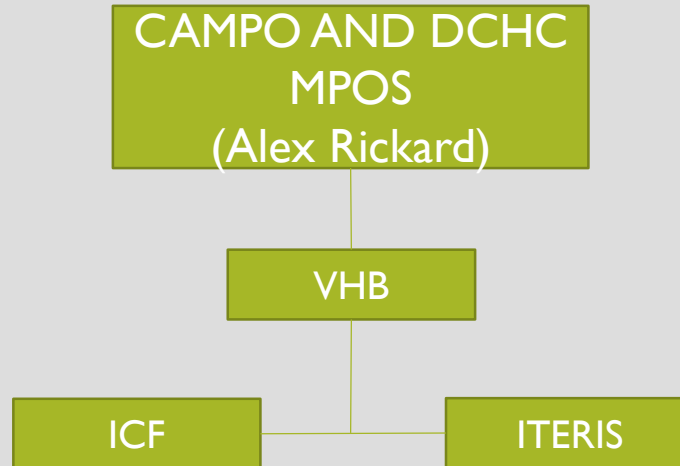 CAMPO AND DCHC
MPOS
(Alex Rickard)
VHB
ICF
ITERIS